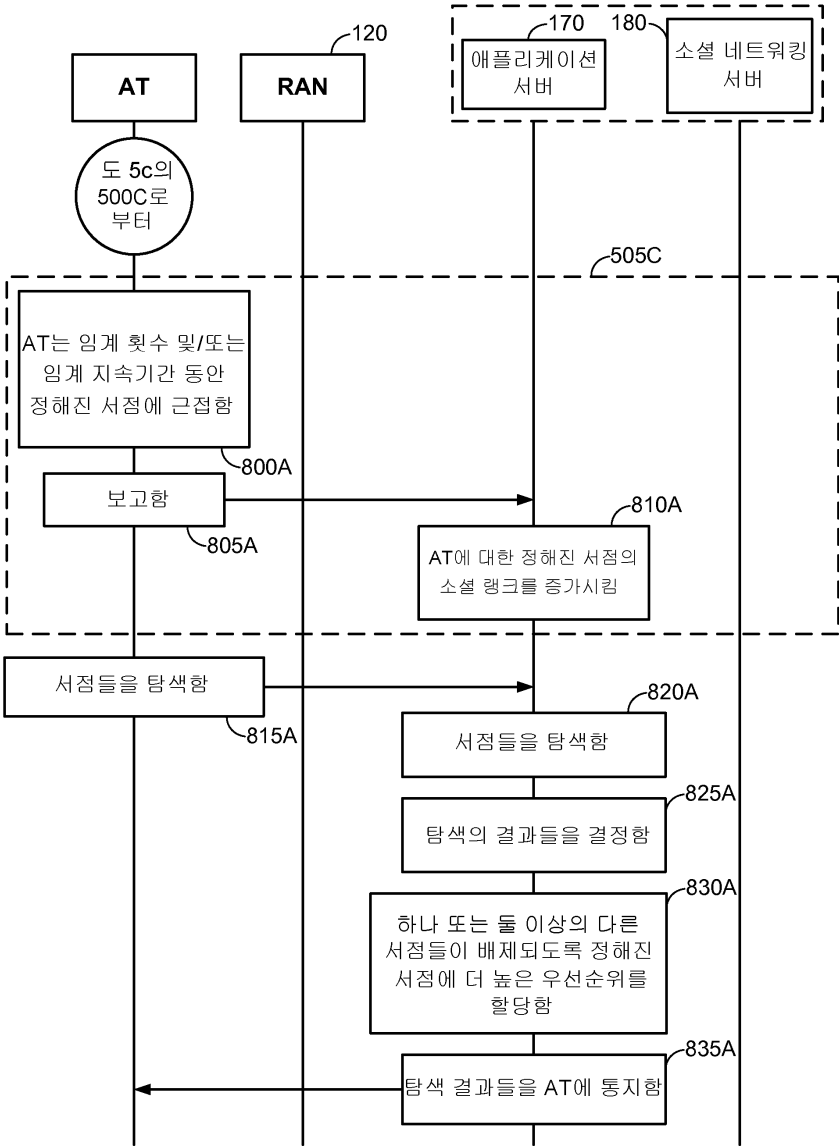 AT
RAN
120
애플리케이션
서버
170
180
소셜 네트워킹
서버
도 5c의
500C로
부터
505C
AT는 임계 횟수 및/또는
임계 지속기간 동안
정해진 서점에 근접함
800A
보고함
805A
810A
AT에 대한 정해진 서점의
소셜 랭크를 증가시킴
서점들을 탐색함
815A
820A
서점들을 탐색함
825A
탐색의 결과들을 결정함
830A
하나 또는 둘 이상의 다른
서점들이 배제되도록 정해진
서점에 더 높은 우선순위를
할당함
835A
탐색 결과들을 AT에 통지함